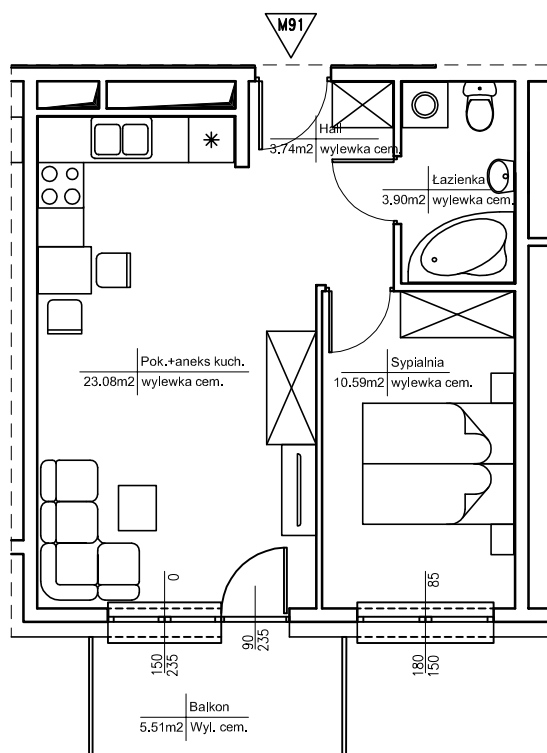 M91
Hall
3.74m2 wylewka cem.
Łazienka
3.90m2 wylewka cem.
Pok.+aneks kuch.
23.08m2 wylewka cem.
Sypialnia
10.59m2 wylewka cem.
0
150
235
90
235
85
180
150
Balkon
5.51m2 Wyl. cem.